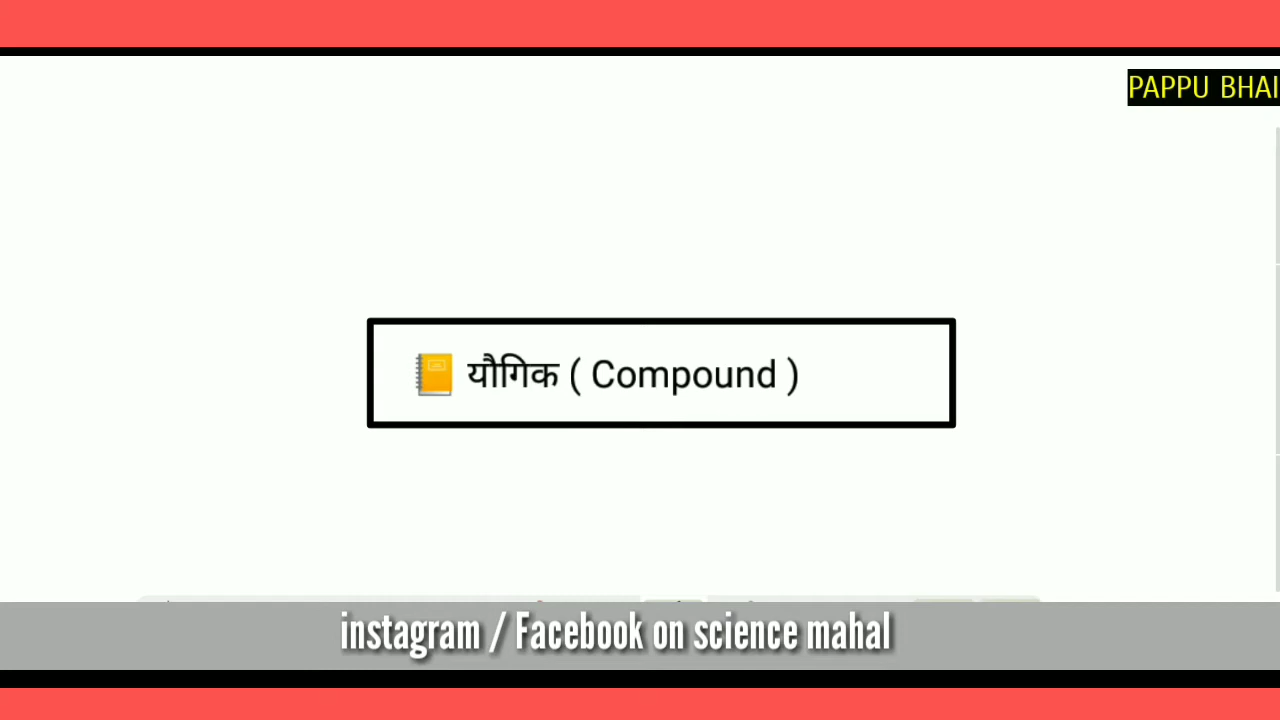 PAPPU BHAI
यौगिक ( Compound )
instagram / Facebook on science mahal